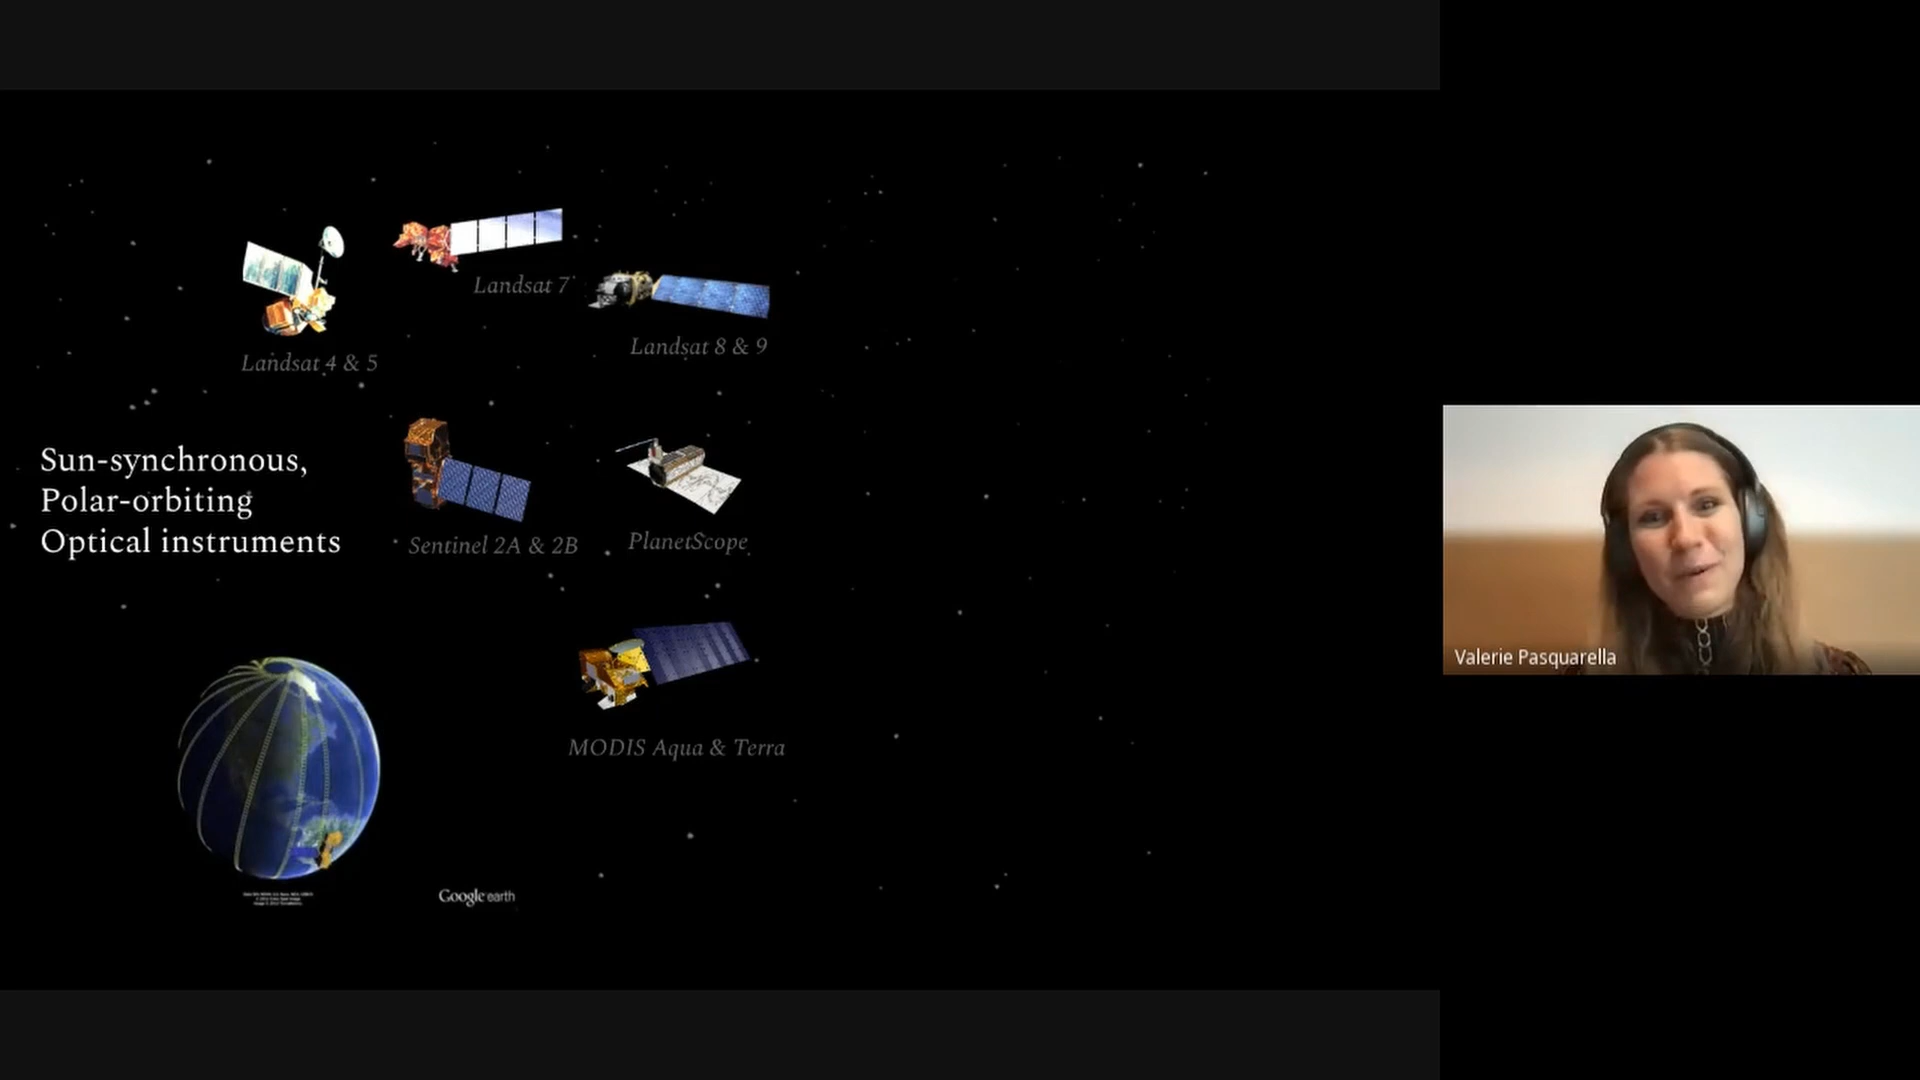 Landsat 7
Landsat 8 & 9
Landsat 4 & 5
Sun-synchronous,
Polar-orbiting
Optical instruments
Sentinel 2A & 2B
PlanetScope
MODIS Aqua & Terra
Google earth
Valerie Pasquarella